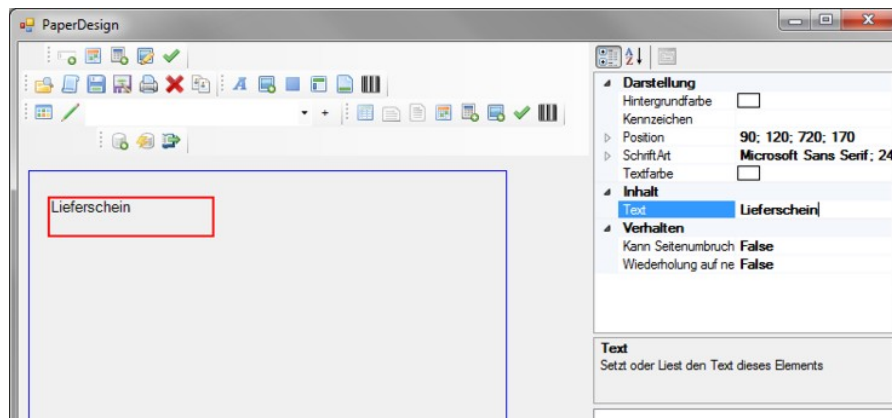 PaperDesign
Lieferschein
Darstellung
Hintergrundfarbe
Kennzeichen
Position 90; 120; 720; 170
SchriftArt Microsoft Sans Serif; 24
Textfarbe
Inhalt
Text Lieferschein
Verhalten
Kann Seitenumbruch False
Wiederholung auf ne False
Text
Setzt oder Liest den Text dieses Elements